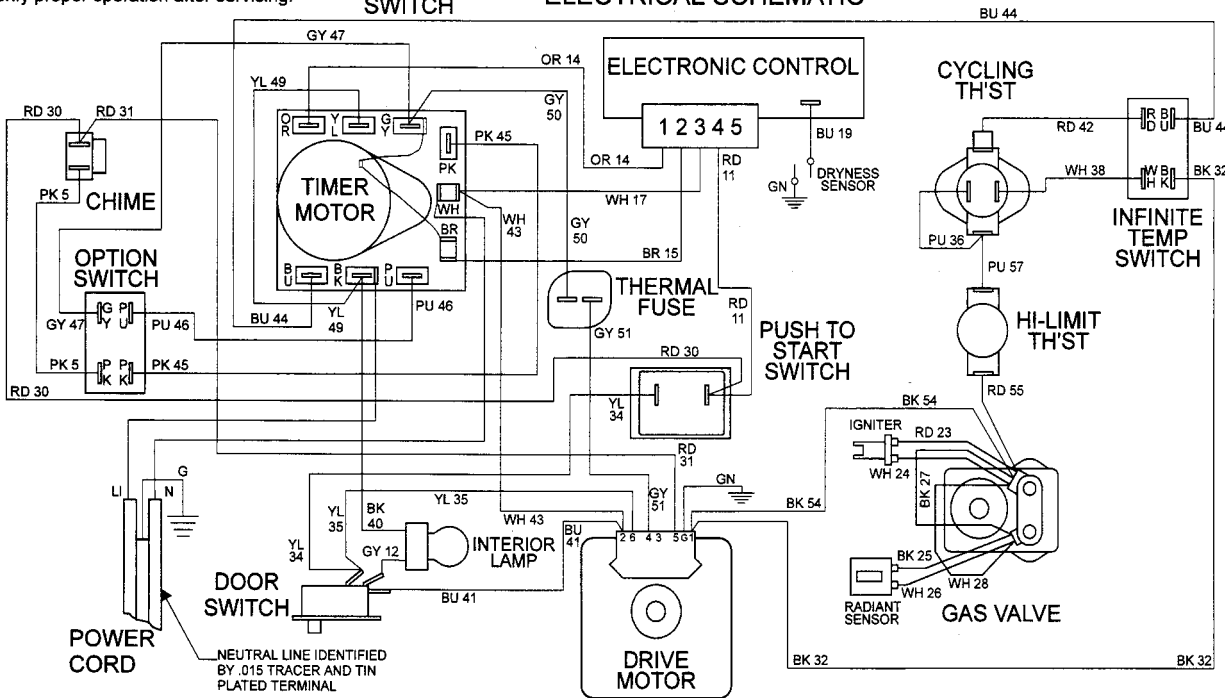 erify proper operation after servicing.
SWITCH
ELECTRICAL SCHEMATIC
BU 44
GY 47
OR 14
ELECTRONIC CONTROL
CYCLING
TH'ST
YL 49
GY
50
RD 30
RD 31
1 2 3 4 5
BU 19
RD 42
R
D
B
U
BU 44
O
R
Y
L
G
Y
PK 45
PK
OR 14
RD
11
DRYNESS
SENSOR
GN
WH 38
W
H
B
K
BK 32
PK 5
CHIME
TIMER
MOTOR
WH
WH 17
WH
43
GY
50
BR
BR 15
PU 36
INFINITE
TEMP
SWITCH
OPTION
SWITCH
B
U
B
K
P
U
PU 46
PU 57
THERMAL
FUSE
RD
11
GY 47
G
Y
P
U
PU 46
BU 44
YL
49
GY 51
PUSH TO
START
SWITCH
HI-LIMIT
TH'ST
PK 5
P
K
P
K
PK 45
RD 30
RD 30
RD 55
YL
34
BK 54
IGNITER
RD 23
RD
31
WH 24
BK 27
LI
G
N
YL
34
YL
35
YL 35
BK
40
WH 43
GY
51
GN
BK 54
BU
41
2 6 4 3 5 G 1
GY 12
INTERIOR
LAMP
BK 25
WH 26
WH 28
DOOR
SWITCH
BU 41
RADIANT
SENSOR
GAS VALVE
POWER
CORD
NEUTRAL LINE IDENTIFIED
BY .015 TRACER AND TIN
PLATED TERMINAL
DRIVE
MOTOR
BK 32
BK 32